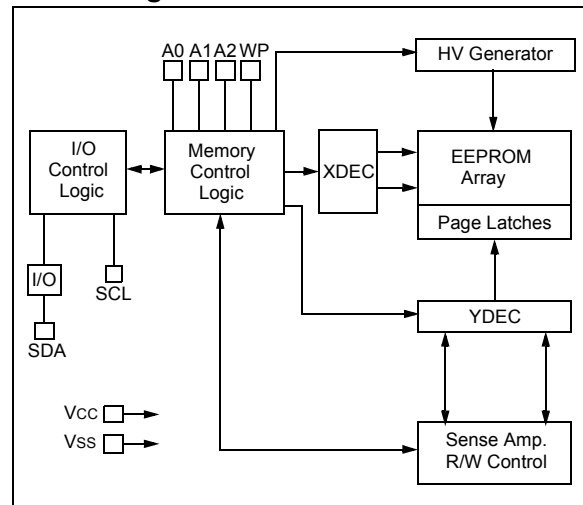 A0 A1 A2 WP
HV Generator
I/O
Control
Logic
Memory
Control
Logic
XDEC
EEPROM
Array
Page Latches
I/O
SCL
SDA
YDEC
Vcc
Vss
Sense Amp.
R/W Control